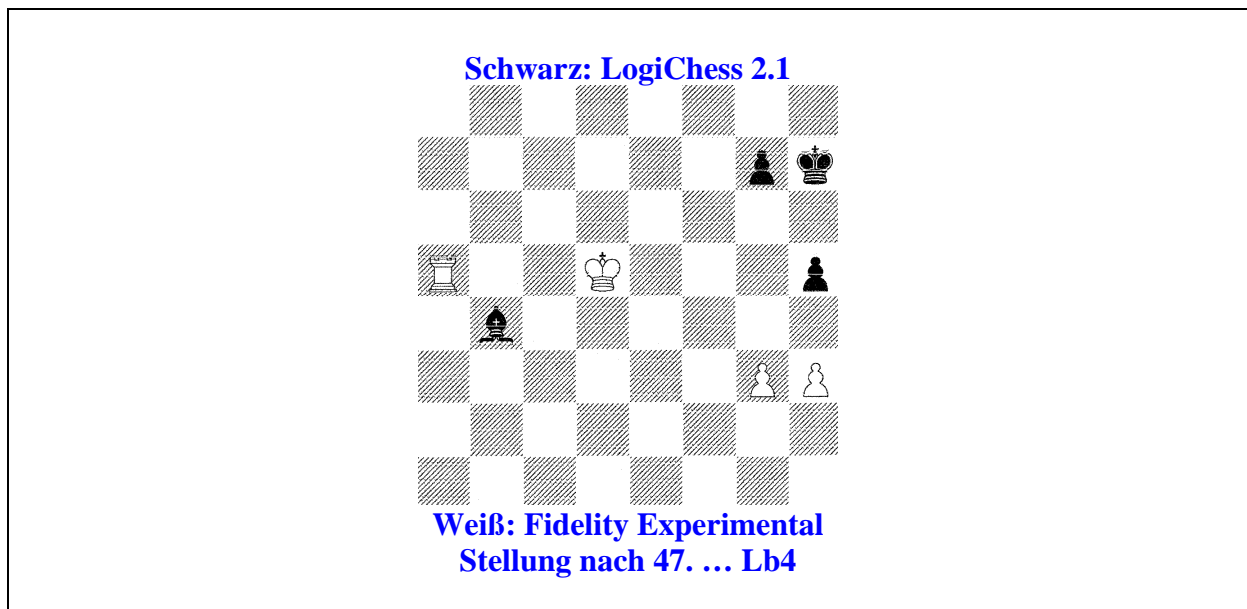 Schwarz: LogiChess 2.1
Weiß: Fidelity Experimental
Stellung nach 47. … Lb4